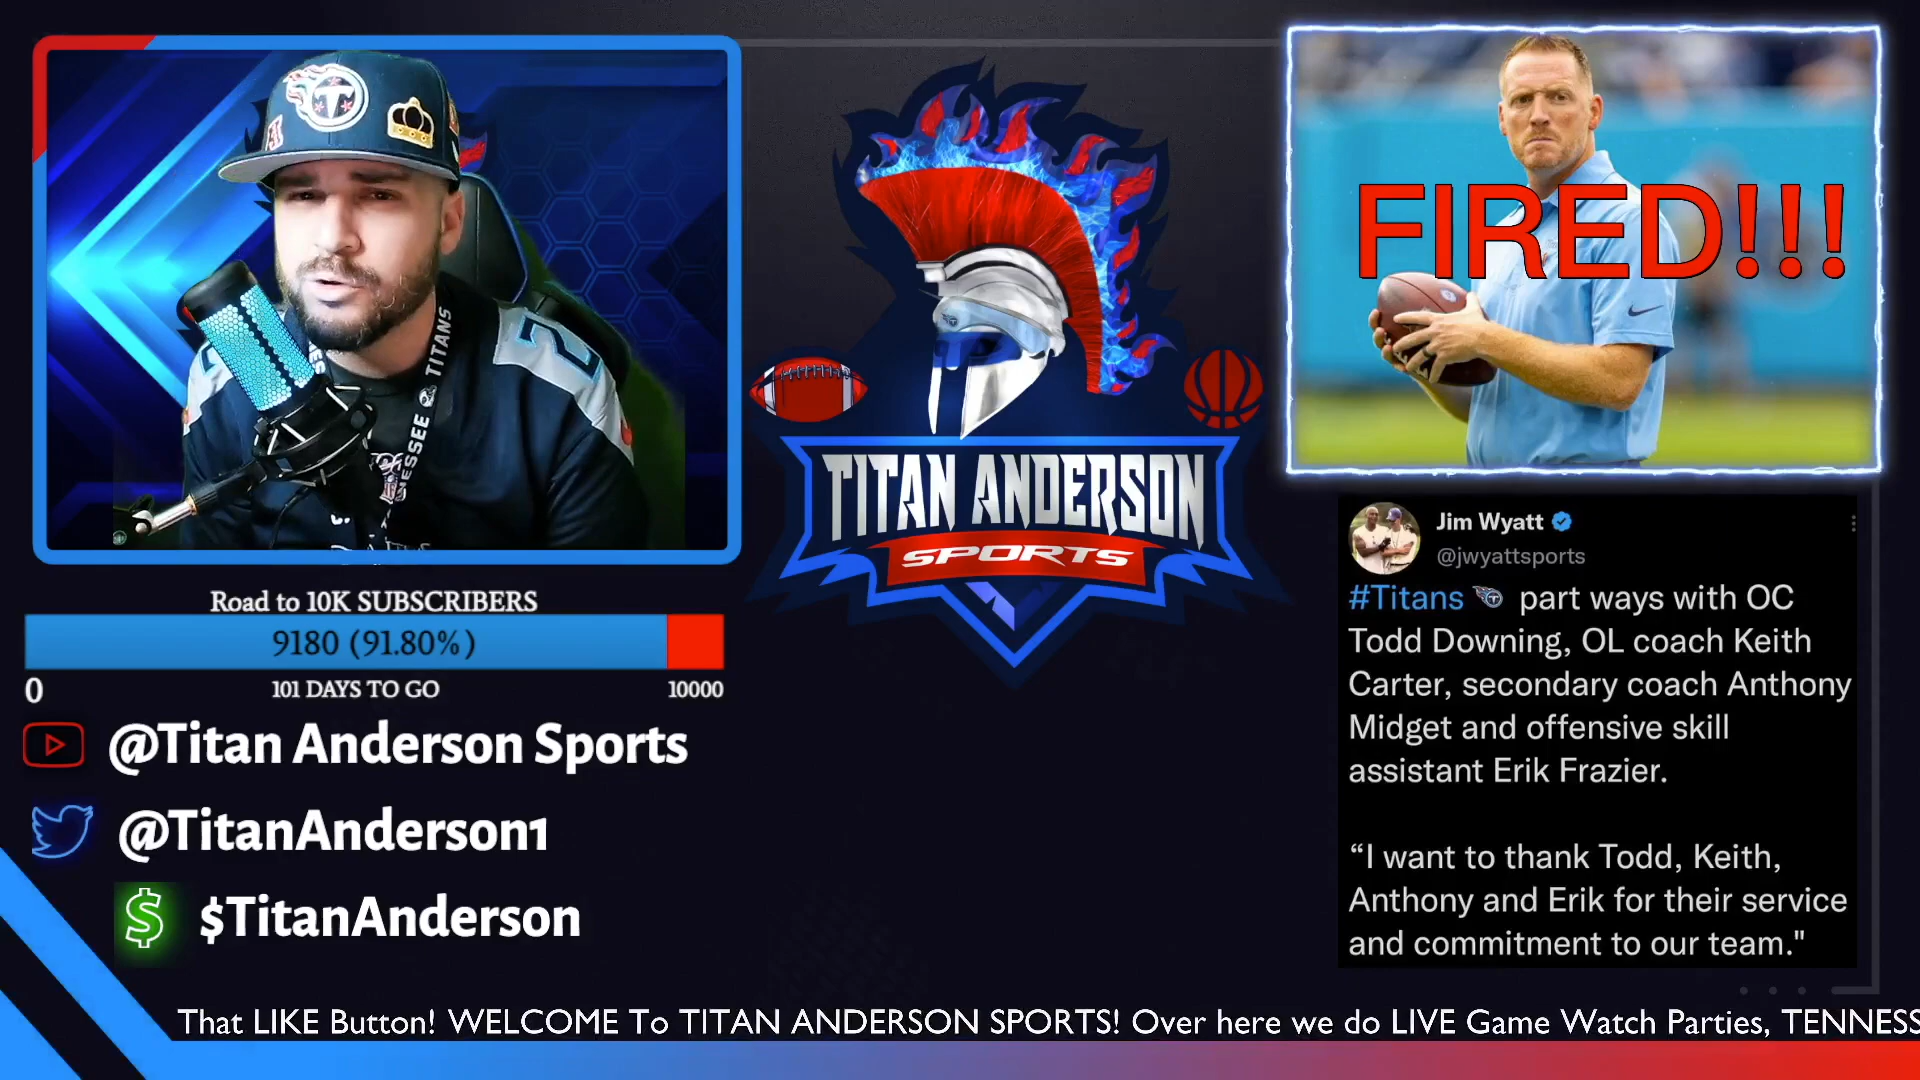 TITANS
TENNESSEE
NFL
2
FIRED!!!
TITAN ANDERSON
SPORTS
Jim Wyatt
@jwyattsports
#Titans part ways with OC
Todd Downing, OL coach Keith
Carter, secondary coach Anthony
Midget and offensive skill
assistant Erik Frazier.
“I want to thank Todd, Keith,
Anthony and Erik for their service
and commitment to our team."
Road to 10K SUBSCRIBERS
9180 (91.80%)
0
101 DAYS TO GO
10000
@Titan Anderson Sports
@TitanAnderson1
$
$TitanAnderson
That LIKE Button! WELCOME To TITAN ANDERSON SPORTS! Over here we do LIVE Game Watch Parties, TENNESS